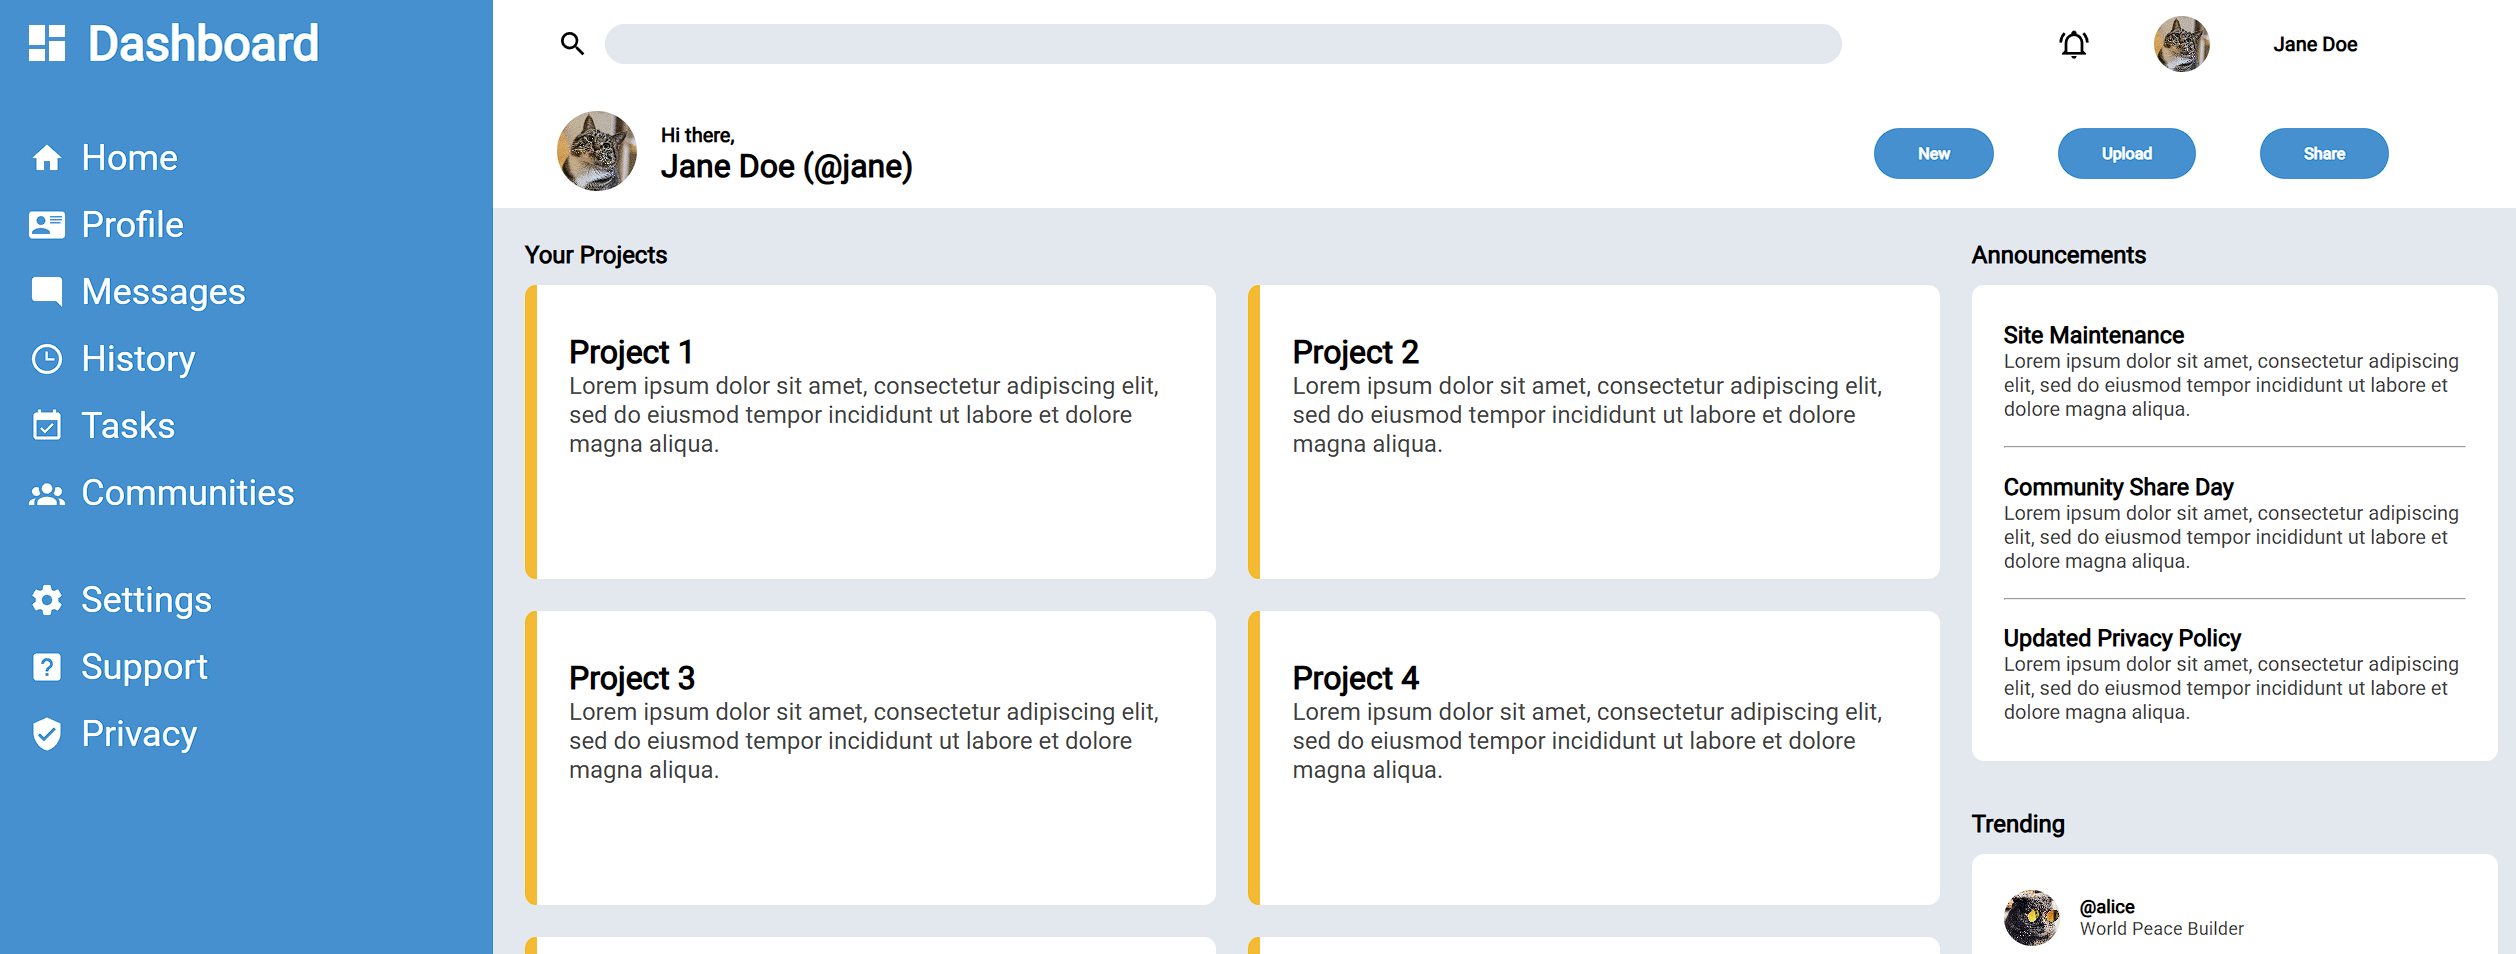 Dashboard
Home
Profile
Messages
History
Tasks
Communities
Settings
Support
Privacy
Jane Doe
Hi there,
Jane Doe (@jane)
New
Upload
Share
Your Projects
Project 1
Lorem ipsum dolor sit amet, consectetur adipiscing elit,
sed do eiusmod tempor incididunt ut labore et dolore
magna aliqua.
Project 2
Lorem ipsum dolor sit amet, consectetur adipiscing elit,
sed do eiusmod tempor incididunt ut labore et dolore
magna aliqua.
Project 3
Lorem ipsum dolor sit amet, consectetur adipiscing elit,
sed do eiusmod tempor incididunt ut labore et dolore
magna aliqua.
Project 4
Lorem ipsum dolor sit amet, consectetur adipiscing elit,
sed do eiusmod tempor incididunt ut labore et dolore
magna aliqua.
Announcements
Site Maintenance
Lorem ipsum dolor sit amet, consectetur adipiscing
elit, sed do eiusmod tempor incididunt ut labore et
dolore magna aliqua.
Community Share Day
Lorem ipsum dolor sit amet, consectetur adipiscing
elit, sed do eiusmod tempor incididunt ut labore et
dolore magna aliqua.
Updated Privacy Policy
Lorem ipsum dolor sit amet, consectetur adipiscing
elit, sed do eiusmod tempor incididunt ut labore et
dolore magna aliqua.
Trending
@alice
World Peace Builder